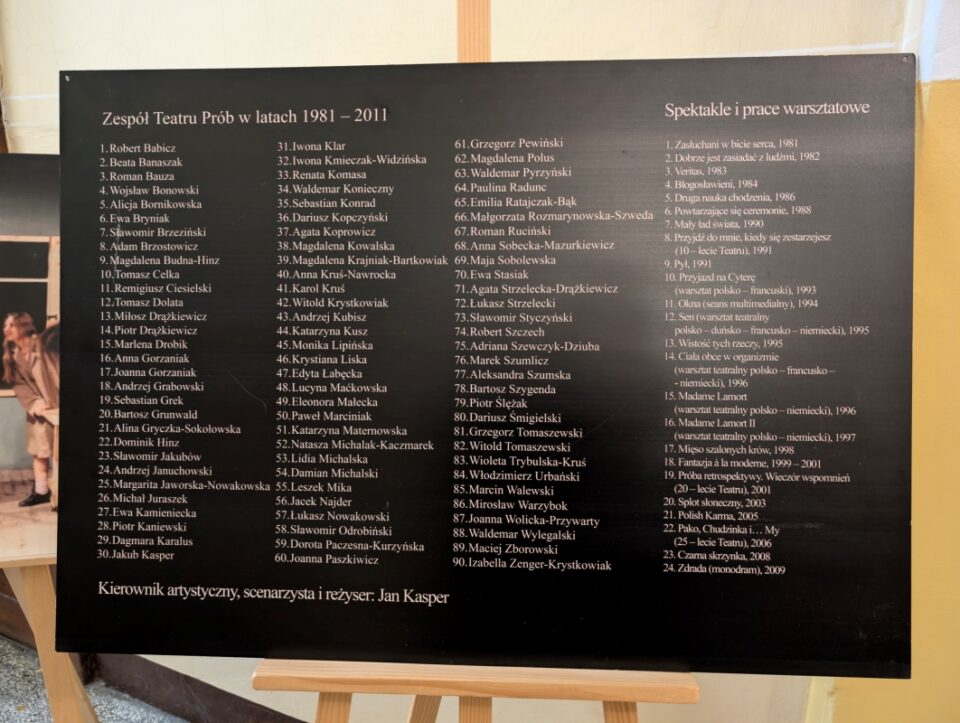 Zespół Teatru Prób w latach 1981 – 2011
1.Robert Babicz
2.Beata Banaszak
3.Roman Bauza
4.Wojsław Bonowski
5.Alicja Bornikowska
6.Ewa Bryniak
7.Sławomir Brzeziński
8.Adam Brzostowicz
9.Magdalena Budna-Hinz
10.Tomasz Celka
11.Remigiusz Ciesielski
12.Tomasz Dolata
13.Miłosz Drążkiewicz
14.Piotr Drążkiewicz
15.Marlena Drobik
16.Anna Gorzaniak
17.Joanna Gorzaniak
18.Andrzej Grabowski
19.Sebastian Grek
20.Bartosz Grunwald
21.Alina Gryczka-Sokołowska
22.Dominik Hinz
23.Sławomir Jakubów
24.Andrzej Januchowski
25.Margarita Jaworska-Nowakowska
26.Michał Juraszek
27.Ewa Kamieniecka
28.Piotr Kaniewski
29.Dagmara Karalus
30.Jakub Kasper
31.Iwona Klar
32.Iwona Kmieczak-Widzińska
33.Renata Komasa
34.Waldemar Konieczny
35.Sebastian Konrad
36.Dariusz Kopczyński
37.Agata Koprowicz
38.Magdalena Kowalska
39.Magdalena Krajniak-Bartkowiak
40.Anna Kruś-Nawrocka
41.Karol Kruś
42.Witold Krystkowiak
43.Andrzej Kubisz
44.Katarzyna Kusz
45.Monika Lipińska
46.Krystiana Liska
47.Edyta Łabęcka
48.Lucyna Maćkowska
49.Eleonora Małecka
50.Paweł Marciniak
51.Katarzyna Maternowska
52.Natasza Michalak-Kaczmarek
53.Lidia Michalska
54.Damian Michalski
55.Leszek Mika
56.Jacek Najder
57.Łukasz Nowakowski
58.Sławomir Odrobiński
59.Dorota Paczesna-Kurzyńska
60.Joanna Paszkiwicz
61.Grzegorz Pewiński
62.Magdalena Polus
63.Waldemar Pyrzyński
64.Paulina Radunc
65.Emilia Ratajczak-Bąk
66.Małgorzata Rozmarynowska-Szweda
67.Roman Ruciński
68.Anna Sobecka-Mazurkiewicz
69.Maja Sobolewska
70.Ewa Stasiak
71.Agata Strzelecka-Drążkiewicz
72.Łukasz Strzelecki
73.Sławomir Styczyński
74.Robert Szczech
75.Adriana Szewczyk-Dziuba
76.Marek Szumlicz
77.Aleksandra Szumska
78.Bartosz Szygenda
79.Piotr Ślężak
80.Dariusz Śmigielski
81.Grzegorz Tomaszewski
82.Witold Tomaszewski
83.Wioleta Trybulska-Kruś
84.Włodzimierz Urbański
85.Marcin Walewski
86.Mirosław Warzybok
87.Joanna Wolicka-Przywarty
88.Waldemar Wylegalski
89.Maciej Zborowski
90.Izabella Zenger-Krystkowiak
Spektakle i prace warsztatowe
1. Zasłuchani w bicie serca, 1981
2. Dobrze jest zasiadać z ludźmi, 1982
3. Veritas, 1983
4. Błogosławieni, 1984
5. Druga nauka chodzenia, 1986
6. Powtarzające się ceremonie, 1988
7. Mały ład świata, 1990
8. Przyjdź do mnie, kiedy się zestarzejesz
(10 – lecie Teatru), 1991
9. Pył, 1991
10. Przyjazd na Cyterę
(warsztat polsko – francuski), 1993
11. Okna (seans multimedialny), 1994
12. Sen (warsztat teatralny
polsko – duńsko – francusko – niemiecki), 1995
13. Wistość tych rzeczy, 1995
14. Ciała obce w organizmie
(warsztat teatralny polsko – francusko –
- niemiecki), 1996
15. Madame Lamort
(warsztat teatralny polsko – niemiecki), 1996
16. Madame Lamort II
(warsztat teatralny polsko – niemiecki), 1997
17. Mięso szalonych krów, 1998
18. Fantazja à la moderne, 1999 – 2001
19. Próba retrospektywy. Wieczór wspomnień
(20 – lecie Teatru), 2001
20. Splot słoneczny, 2003
21. Polish Karma, 2005
22. Pako, Chudzinka i… My
(25 – lecie Teatru), 2006
23. Czarna skrzynka, 2008
24. Zdrada (monodram), 2009
Kierownik artystyczny, scenarzysta i reżyser: Jan Kasper